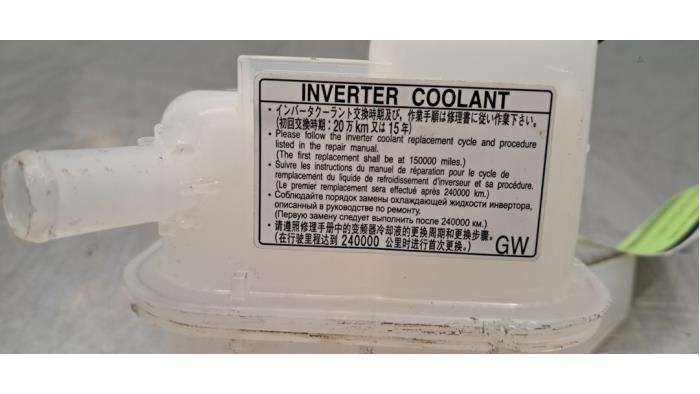 INVERTER COOLANT
・インバータクーラント交換時期及び、作業手順は修理書に従い作業下さい。
(初回交換時期：20万km又は15年)
・Please follow the inverter coolant replacement cycle and procedure
listed in the repair manual.
(The first replacement shall be at 150000 miles.)
・Suivre les instructions du manuel de réparation pour le cycle de
remplacement du liquide de refroidissement d'inverseur et sa procédure.
(Le premier remplacement sera effectué après 240000 km.)
・Соблюдайте порядок замены охлаждающей жидкости инвертора,
описанный в руководстве по ремонту.
(Первую замену следует выполнить после 240000 км.)
・请遵照修理手册中的变频器冷却液的更换周期和更换步骤。
(在行驶里程达到 240000 公里时进行首次更换。)
GW